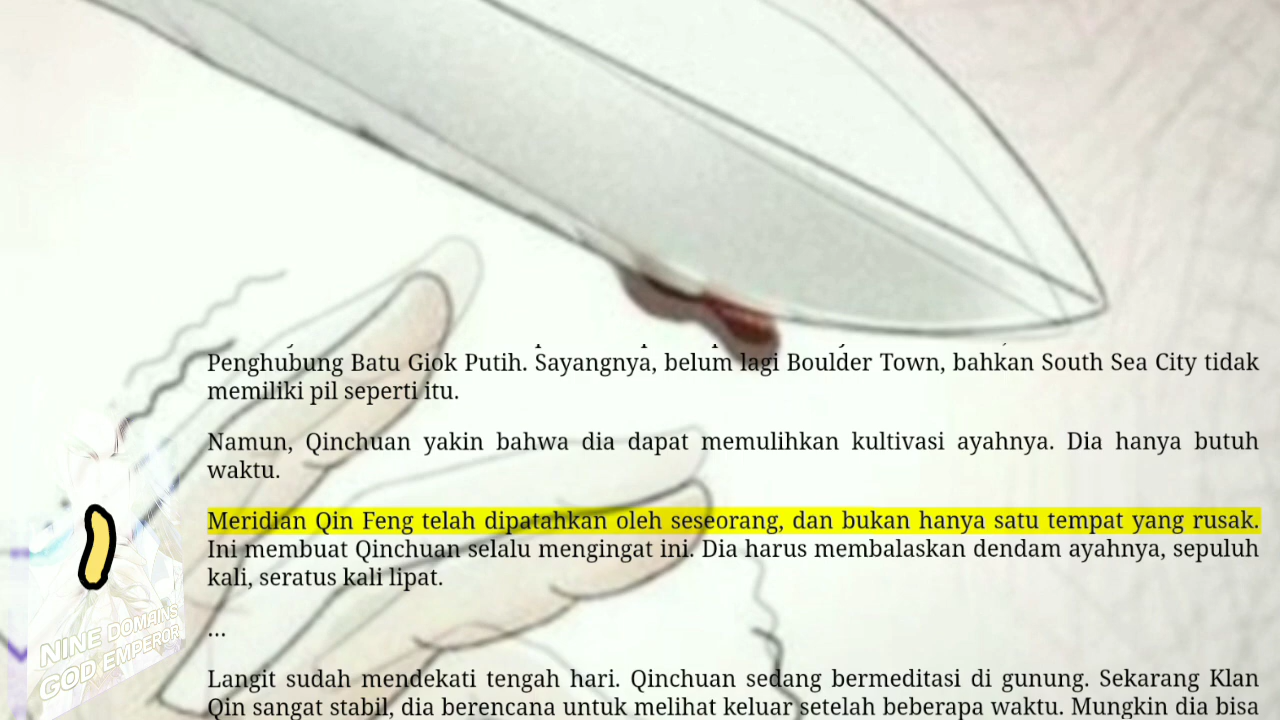 Penghubung Batu Giok Putih. Sayangnya, belum lagi Boulder Town, bahkan South Sea City tidak
memiliki pil seperti itu.
Namun, Qinchuan yakin bahwa dia dapat memulihkan kultivasi ayahnya. Dia hanya butuh
waktu.
Meridian Qin Feng telah dipatahkan oleh seseorang, dan bukan hanya satu tempat yang rusak.
Ini membuat Qinchuan selalu mengingat ini. Dia harus membalaskan dendam ayahnya, sepuluh
kali, seratus kali lipat.
...
Langit sudah mendekati tengah hari. Qinchuan sedang bermeditasi di gunung. Sekarang Klan
Qin sangat stabil, dia berencana untuk melihat keluar setelah beberapa waktu. Mungkin dia bisa
NINE DOMAINS
GOD EMPEROR